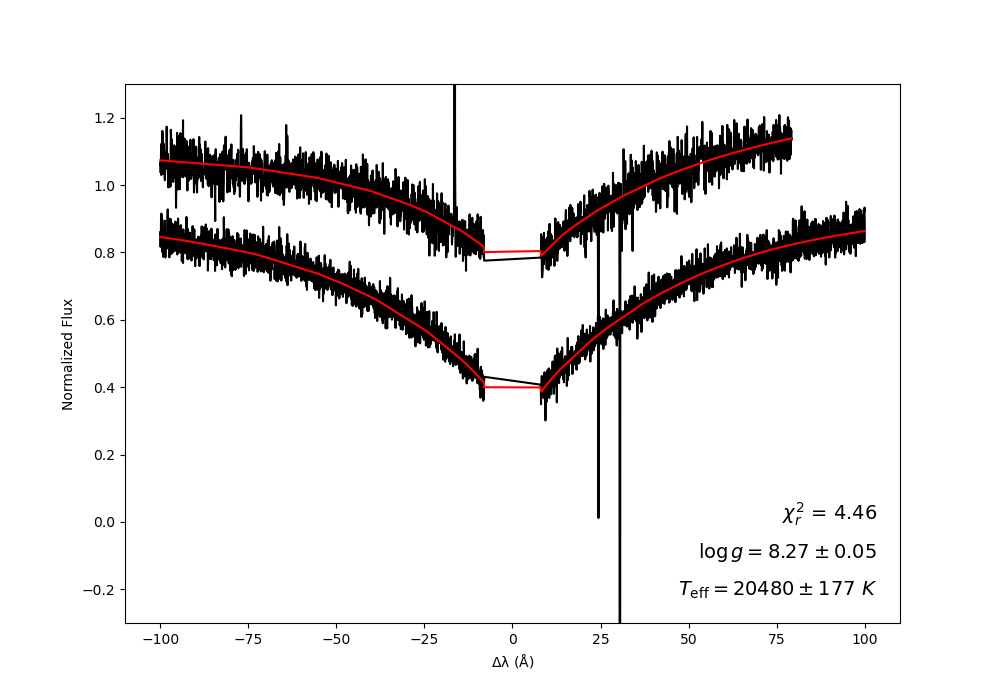 Normalized Flux
1.2
1.0
0.8
0.6
0.4
0.2
0.0
−0.2
χ²ᵣ = 4.46
log g = 8.27 ± 0.05
T_eff = 20480 ± 177 K
−100 −75 −50 −25 0 25 50 75 100
Δλ (Å)